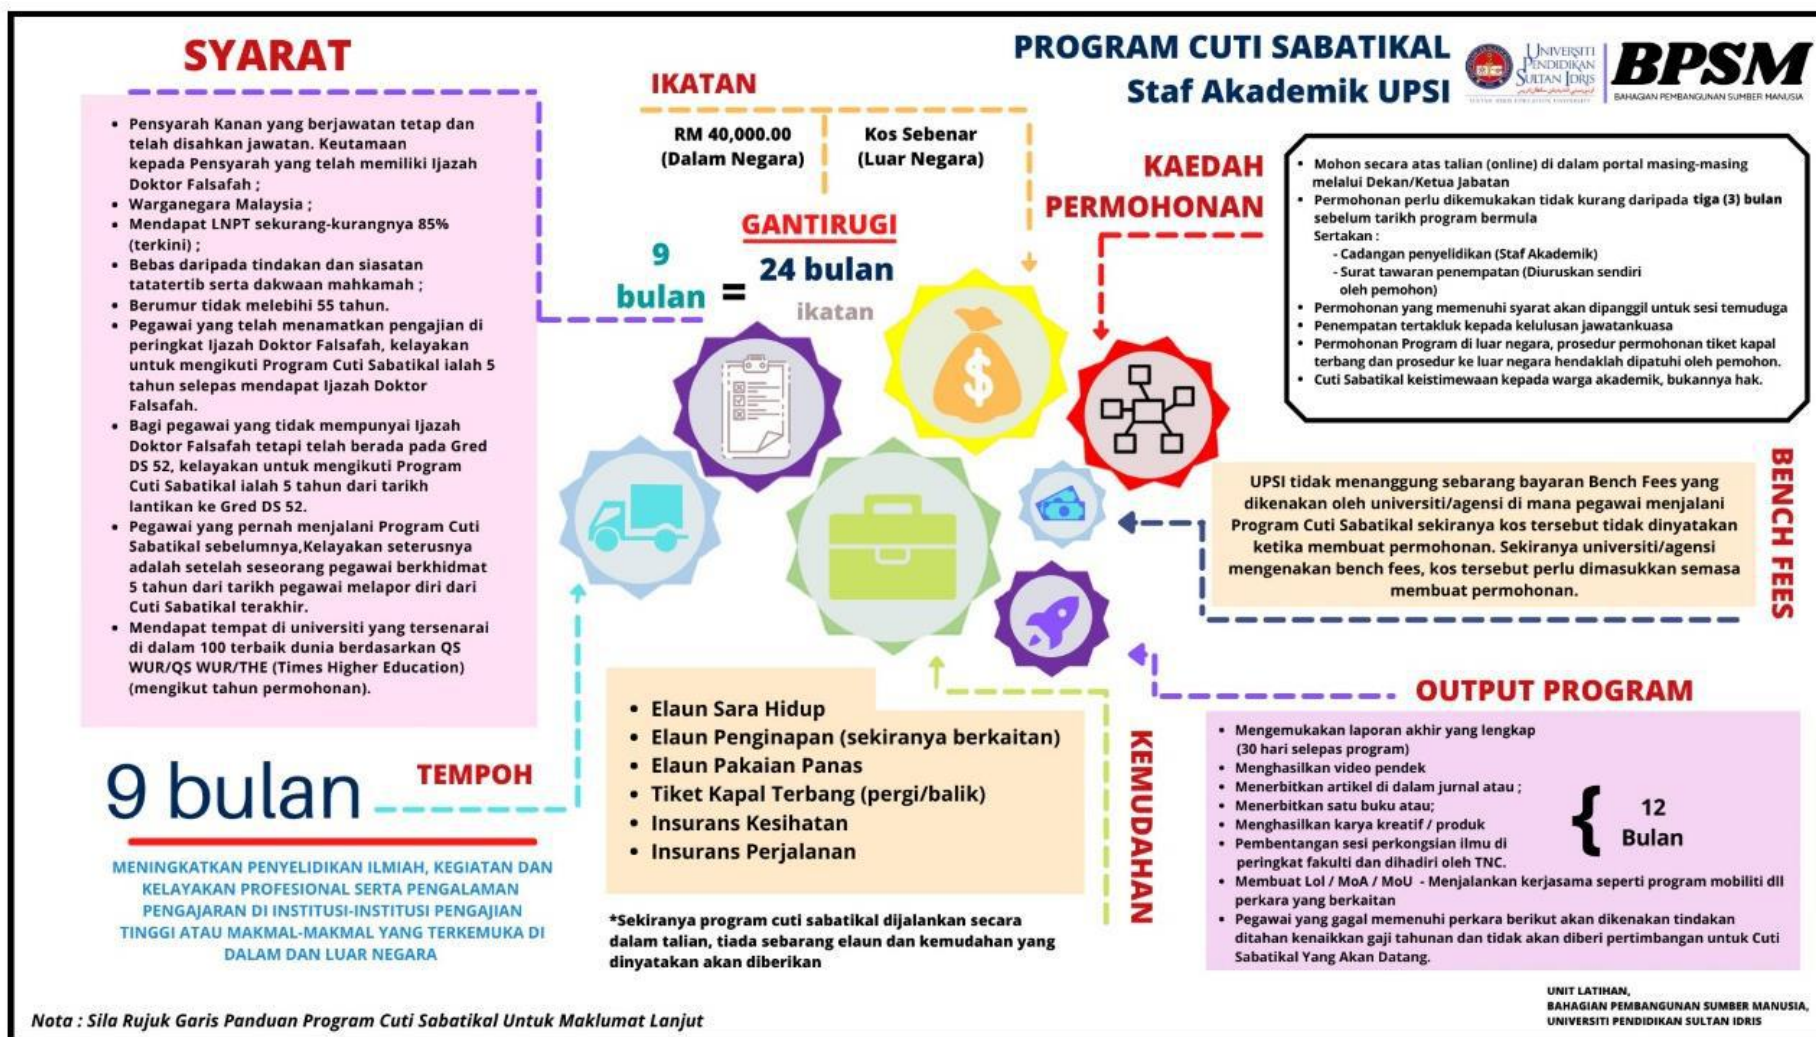 SYARAT
• Pensyarah Kanan yang berjawatan tetap dan
telah disahkan jawatan. Keutamaan
kepada Pensyarah yang telah memiliki Ijazah
Doktor Falsafah ;
• Warganegara Malaysia ;
• Mendapat LNPT sekurang-kurangnya 85%
(terkini) ;
• Bebas daripada tindakan dan siasatan
tatatertib serta dakwaan mahkamah ;
• Berumur tidak melebihi 55 tahun.
• Pegawai yang telah menamatkan pengajian di
peringkat Ijazah Doktor Falsafah, kelayakan
untuk mengikuti Program Cuti Sabatikal ialah 5
tahun selepas mendapat Ijazah Doktor
Falsafah.
• Bagi pegawai yang tidak mempunyai Ijazah
Doktor Falsafah tetapi telah berada pada Gred
DS 52, kelayakan untuk mengikuti Program
Cuti Sabatikal ialah 5 tahun dari tarikh
lantikan ke Gred DS 52.
• Pegawai yang pernah menjalani Program Cuti
Sabatikal sebelumnya,Kelayakan seterusnya
adalah setelah seseorang pegawai berkhidmat
5 tahun dari tarikh pegawai melapor diri dari
Cuti Sabatikal terakhir.
• Mendapat tempat di universiti yang tersenarai
di dalam 100 terbaik dunia berdasarkan QS
WUR/QS WUR/THE (Times Higher Education)
(mengikut tahun permohonan).
9 bulan
TEMPOH
MENINGKATKAN PENYELIDIKAN ILMIAH, KEGIATAN DAN
KELAYAKAN PROFESIONAL SERTA PENGALAMAN
PENGAJARAN DI INSTITUSI-INSTITUSI PENGAJIAN
TINGGI ATAU MAKMAL-MAKMAL YANG TERKEMUKA DI
DALAM DAN LUAR NEGARA
IKATAN
RM 40,000.00
(Dalam Negara)
Kos Sebenar
(Luar Negara)
GANTIRUGI
9
bulan
=
24 bulan
ikatan
PROGRAM CUTI SABATIKAL
Staf Akademik UPSI
UNIVERSITI
PENDIDIKAN
SULTAN IDRIS
SULTAN IDRIS EDUCATION UNIVERSITY
BPSM
BAHAGIAN PEMBANGUNAN SUMBER MANUSIA
KAEDAH
PERMOHONAN
• Mohon secara atas talian (online) di dalam portal masing-masing
melalui Dekan/Ketua Jabatan
• Permohonan perlu dikemukakan tidak kurang daripada tiga (3) bulan
sebelum tarikh program bermula
Sertakan :
- Cadangan penyelidikan (Staf Akademik)
- Surat tawaran penempatan (Diuruskan sendiri
oleh pemohon)
• Permohonan yang memenuhi syarat akan dipanggil untuk sesi temuduga
• Penempatan tertakluk kepada kelulusan jawatankuasa
• Permohonan Program di luar negara, prosedur permohonan tiket kapal
terbang dan prosedur ke luar negara hendaklah dipatuhi oleh pemohon.
• Cuti Sabatikal keistimewaan kepada warga akademik, bukannya hak.
BENCH FEES
UPSI tidak menanggung sebarang bayaran Bench Fees yang
dikenakan oleh universiti/agensi di mana pegawai menjalani
Program Cuti Sabatikal sekiranya kos tersebut tidak dinyatakan
ketika membuat permohonan. Sekiranya universiti/agensi
mengenakan bench fees, kos tersebut perlu dimasukkan semasa
membuat permohonan.
KEMUDAHAN
• Elaun Sara Hidup
• Elaun Penginapan (sekiranya berkaitan)
• Elaun Pakaian Panas
• Tiket Kapal Terbang (pergi/balik)
• Insurans Kesihatan
• Insurans Perjalanan
*Sekiranya program cuti sabatikal dijalankan secara
dalam talian, tiada sebarang elaun dan kemudahan yang
dinyatakan akan diberikan
OUTPUT PROGRAM
• Mengemukakan laporan akhir yang lengkap
(30 hari selepas program)
• Menghasilkan video pendek
• Menerbitkan artikel di dalam jurnal atau ;
• Menerbitkan satu buku atau;
• Menghasilkan karya kreatif / produk
• Pembentangan sesi perkongsian ilmu di
peringkat fakulti dan dihadiri oleh TNC.
{ 12
Bulan
• Membuat LoI / MoA / MoU - Menjalankan kerjasama seperti program mobiliti dll
perkara yang berkaitan
• Pegawai yang gagal memenuhi perkara berikut akan dikenakan tindakan
ditahan kenaikkan gaji tahunan dan tidak akan diberi pertimbangan untuk Cuti
Sabatikal Yang Akan Datang.
Nota : Sila Rujuk Garis Panduan Program Cuti Sabatikal Untuk Maklumat Lanjut
UNIT LATIHAN,
BAHAGIAN PEMBANGUNAN SUMBER MANUSIA,
UNIVERSITI PENDIDIKAN SULTAN IDRIS